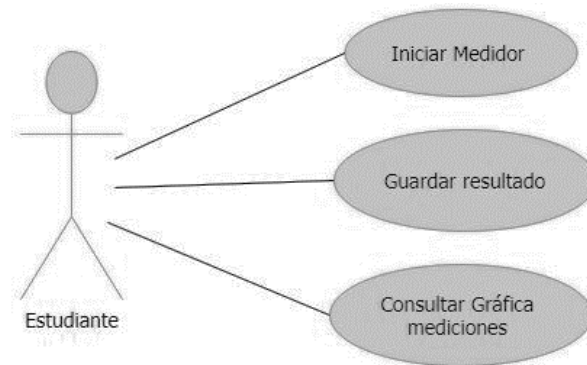 Iniciar Medidor
Guardar resultado
Consultar Gráfica
mediciones
Estudiante